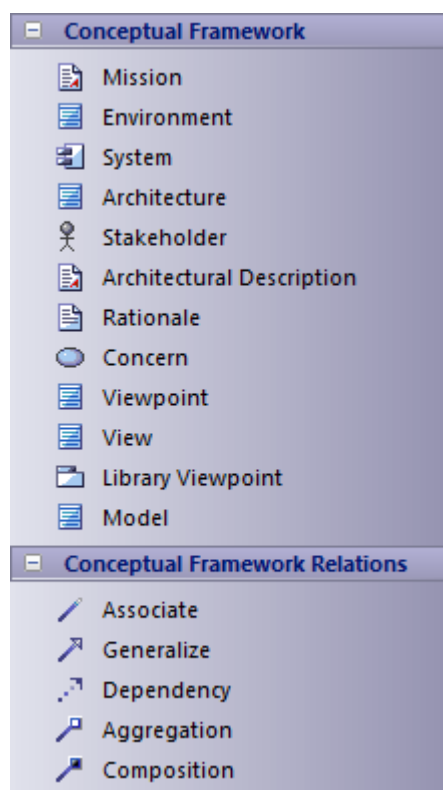 Conceptual Framework
Mission
Environment
System
Architecture
Stakeholder
Architectural Description
Rationale
Concern
Viewpoint
View
Library Viewpoint
Model
Conceptual Framework Relations
Associate
Generalize
Dependency
Aggregation
Composition